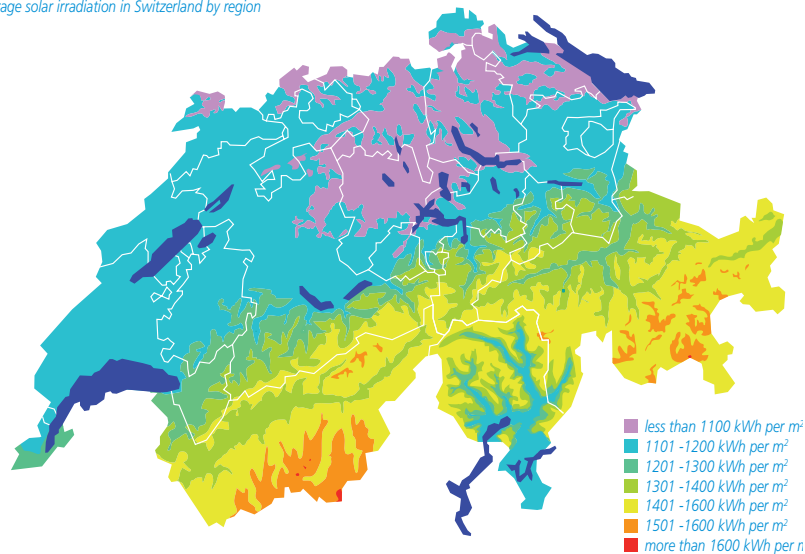 rage solar irradiation in Switzerland by region
less than 1100 kWh per m²
1101 -1200 kWh per m²
1201 -1300 kWh per m²
1301 -1400 kWh per m²
1401 -1600 kWh per m²
1501 -1600 kWh per m²
more than 1600 kWh per m